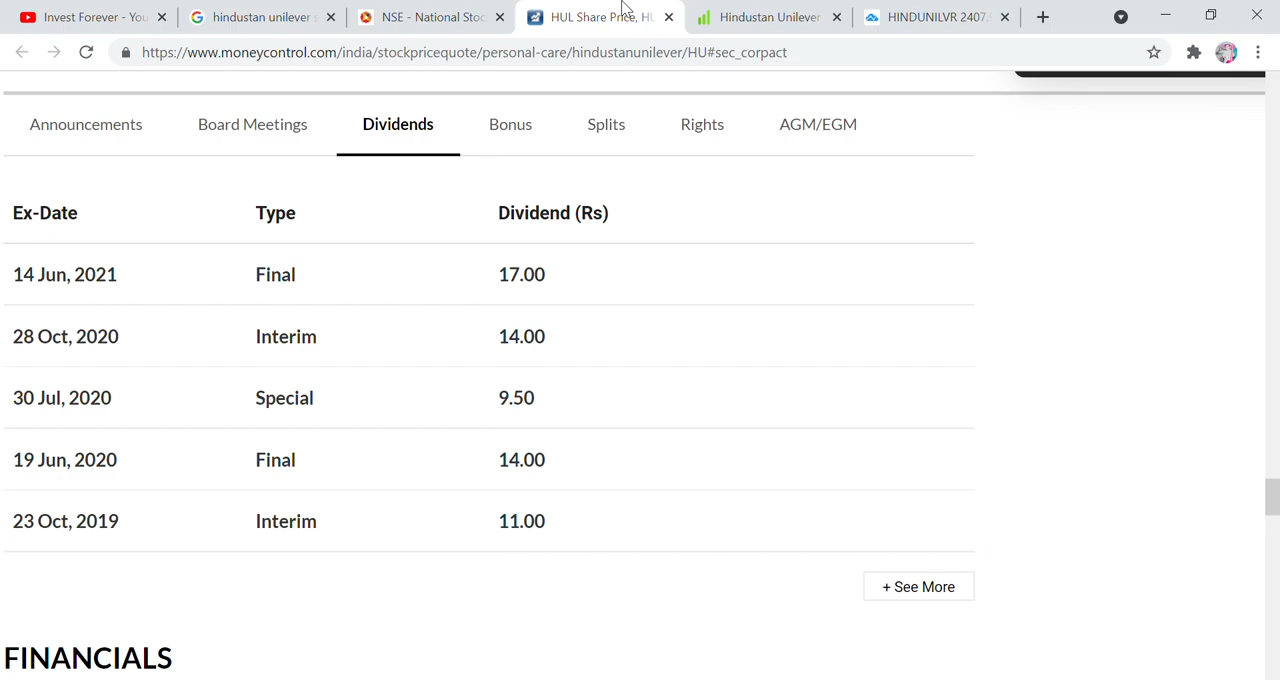 Invest Forever - You
hindustan unilever s
NSE - National Stoc
HUL Share Price, HU
Hindustan Unilever
HINDUNILVR 2407.
https://www.moneycontrol.com/india/stockpricequote/personal-care/hindustanunilever/HU#sec_corpact
Announcements Board Meetings Dividends Bonus Splits Rights AGM/EGM
Ex-Date Type Dividend (Rs)
14 Jun, 2021 Final 17.00
28 Oct, 2020 Interim 14.00
30 Jul, 2020 Special 9.50
19 Jun, 2020 Final 14.00
23 Oct, 2019 Interim 11.00
+ See More
FINANCIALS